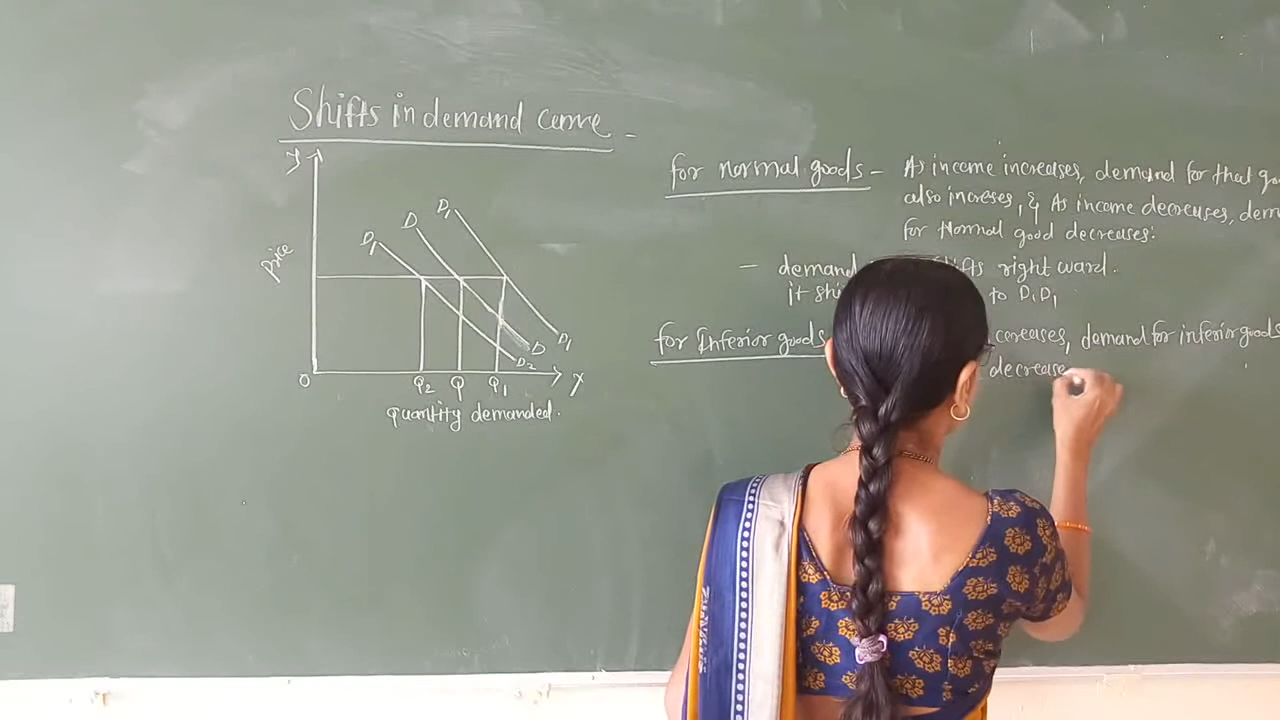 Shifts in demand curve -
y
Price
D1 D D1
D1
D
D2
O Q2 Q Q1 X
quantity demanded.
for normal goods - As income increases, demand for that
also increses, & As income decreases,
for Normal good decreases.
- demand right ward.
it to D1D1
for Inferior goods demand for inferior goods
decrease